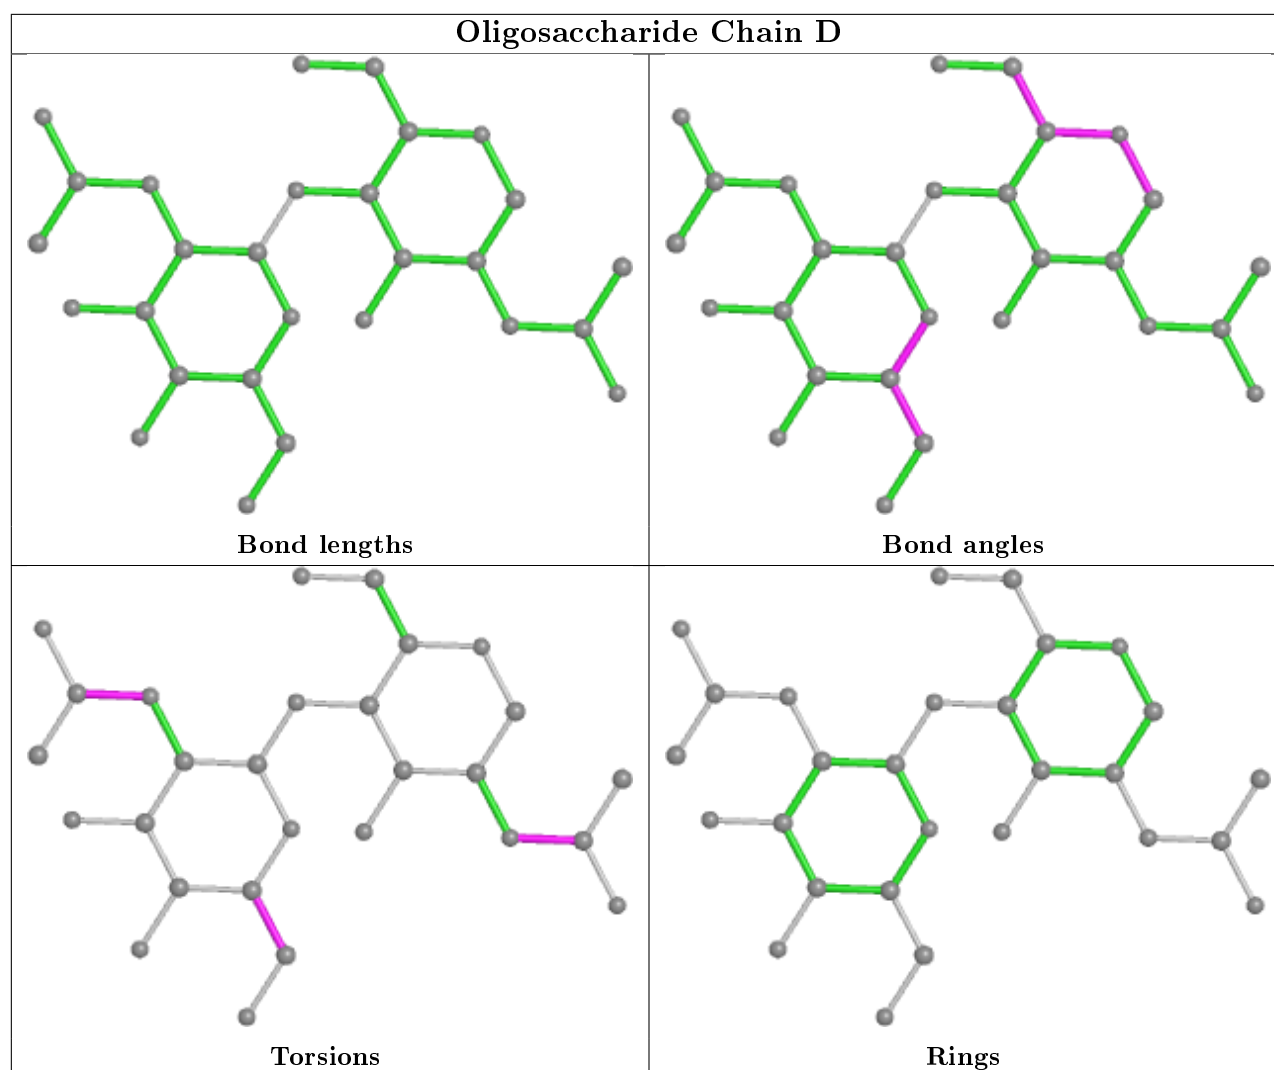 Oligosaccharide Chain D
Bond lengths
Bond angles
Torsions
Rings